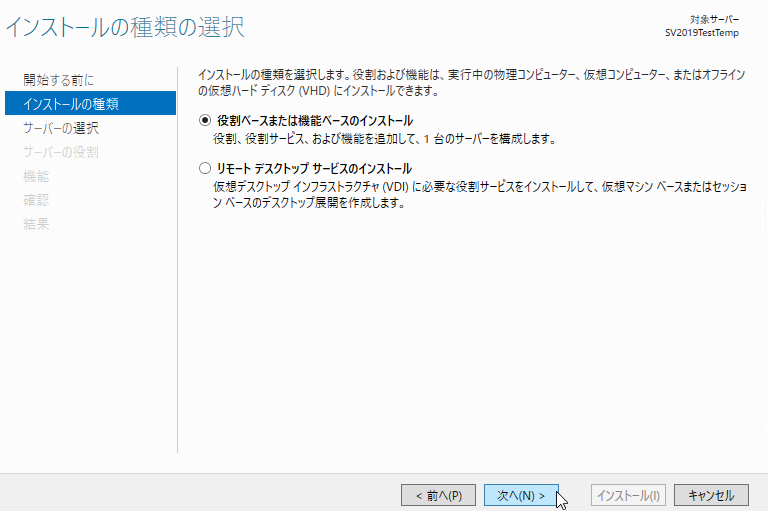 インストールの種類の選択
対象サーバー
SV2019TestTemp
開始する前に
インストールの種類
サーバーの選択
サーバーの役割
機能
確認
結果
インストールの種類を選択します。役割および機能は、実行中の物理コンピューター、仮想コンピューター、またはオフライン
の仮想ハード ディスク (VHD) にインストールできます。
役割ベースまたは機能ベースのインストール
役割、役割サービス、および機能を追加して、1 台のサーバーを構成します。
リモート デスクトップ サービスのインストール
仮想デスクトップ インフラストラクチャ (VDI) に必要な役割サービスをインストールして、仮想マシン ベースまたはセッショ
ン ベースのデスクトップ展開を作成します。
< 前へ(P)
次へ(N) >
インストール(I)
キャンセル